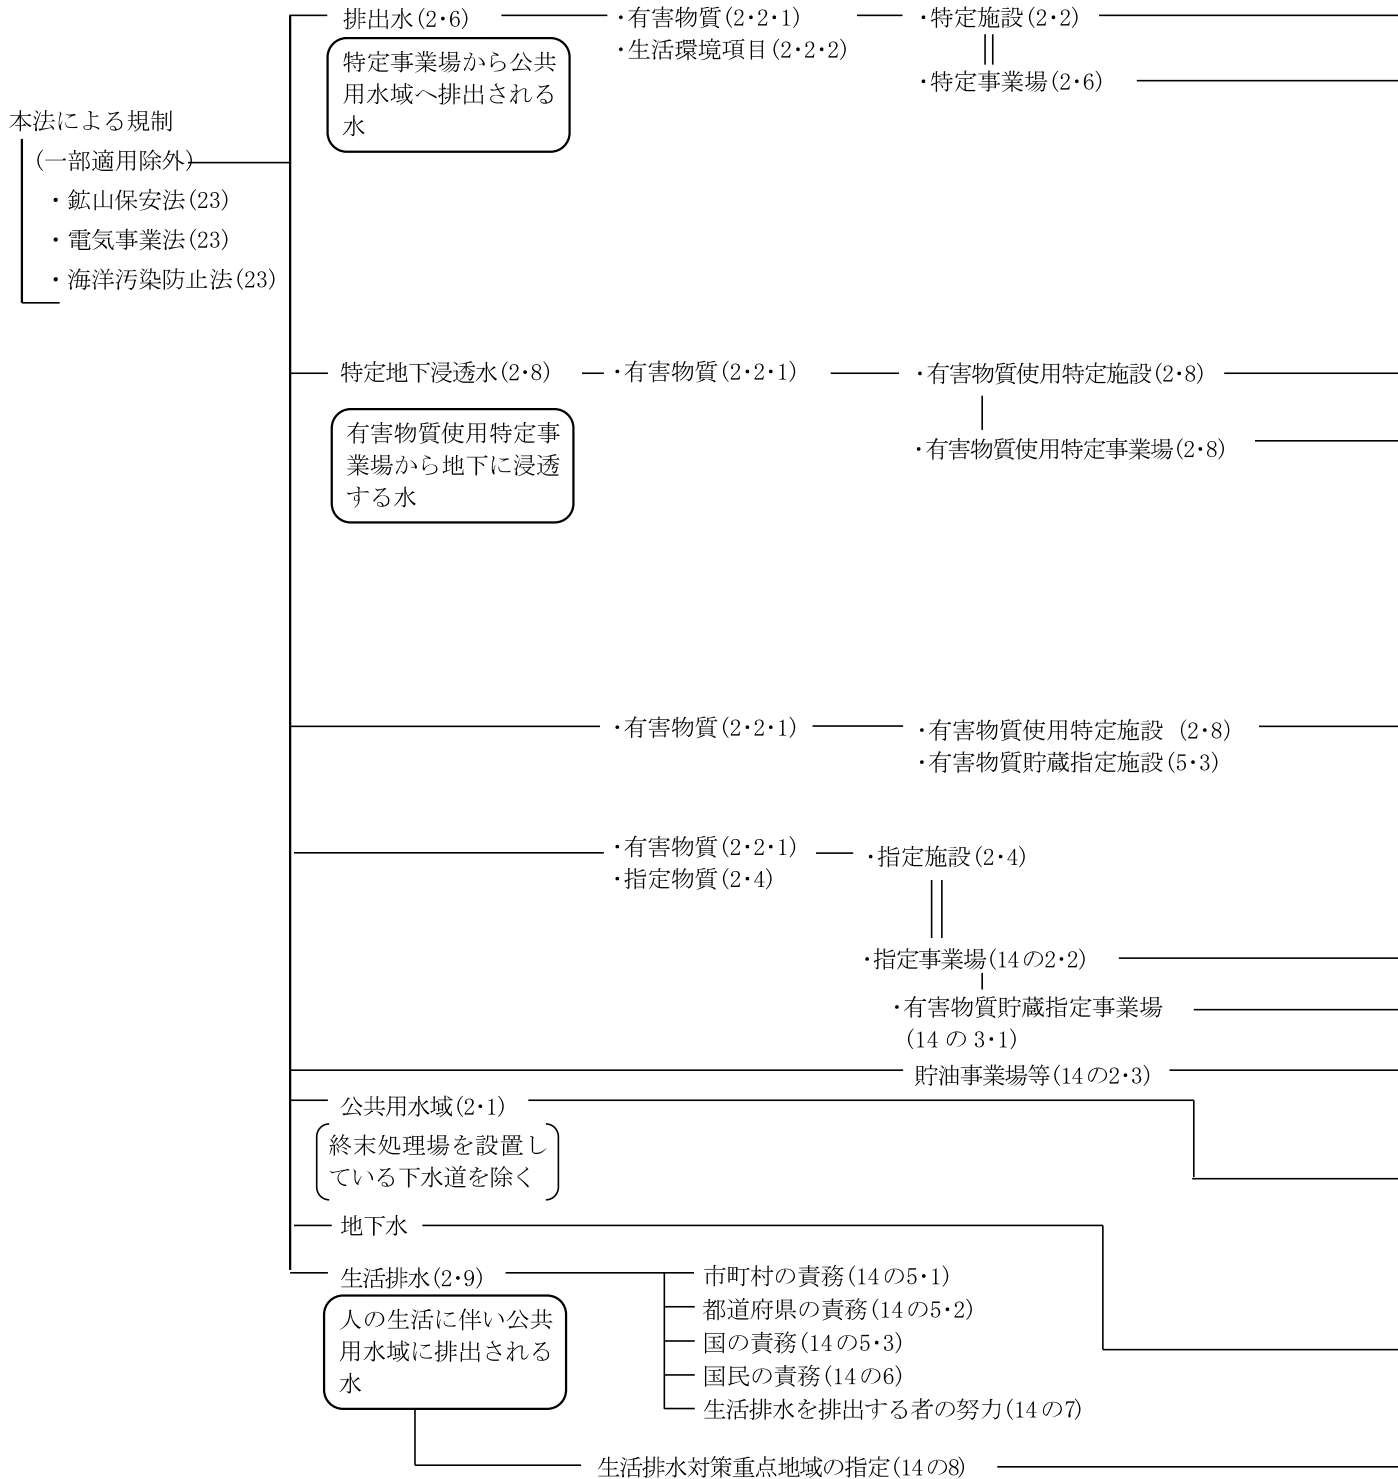 本法による規制
(一部適用除外)
・鉱山保安法(23)
・電気事業法(23)
・海洋汚染防止法(23)
排出水(2・6)
特定事業場から公共
用水域へ排出される
水
・有害物質(2・2・1)
・生活環境項目(2・2・2)
・特定施設(2・2)
・特定事業場(2・6)
特定地下浸透水(2・8)
有害物質使用特定事
業場から地下に浸透
する水
・有害物質(2・2・1)
・有害物質使用特定施設(2・8)
・有害物質使用特定事業場(2・8)
・有害物質(2・2・1)
・有害物質使用特定施設 (2・8)
・有害物質貯蔵指定施設(5・3)
・有害物質(2・2・1)
・指定物質(2・4)
・指定施設(2・4)
・指定事業場(14の2・2)
・有害物質貯蔵指定事業場
(14 の 3・1)
貯油事業場等(14の2・3)
公共用水域(2・1)
終末処理場を設置し
ている下水道を除く
地下水
生活排水(2・9)
人の生活に伴い公共
用水域に排出される
水
市町村の責務(14の5・1)
都道府県の責務(14の5・2)
国の責務(14の5・3)
国民の責務(14の6)
生活排水を排出する者の努力(14の7)
生活排水対策重点地域の指定(14の8)